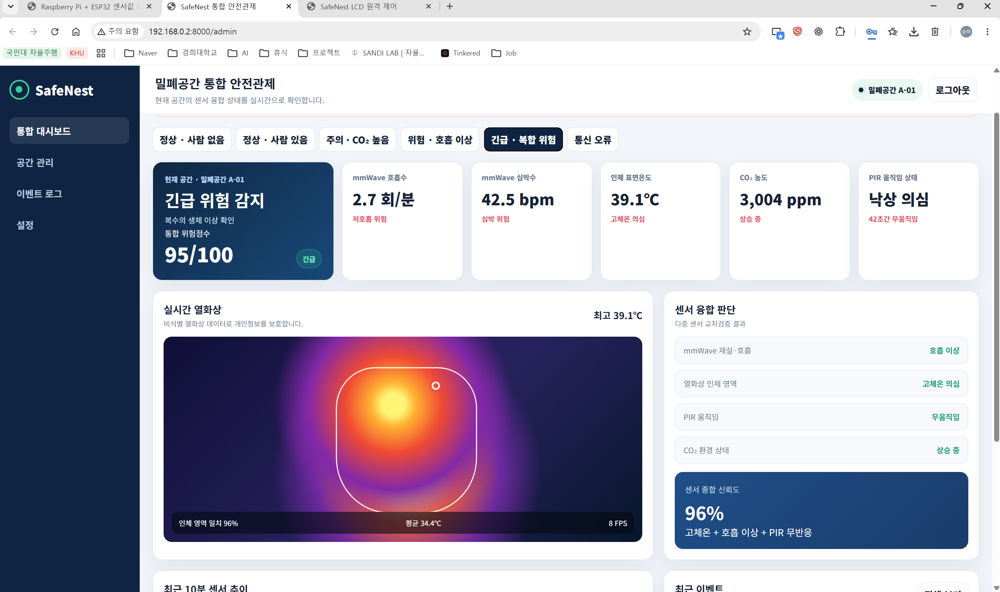 Raspberry Pi + ESP32 센서값
SafeNest 통합 안전관제
SafeNest LCD 원격 제어
주의 요함
192.168.0.2:8000/admin
승하
국민대 자율주행
KHU
Naver
경희대학교
AI
휴식
프로젝트
SANDI LAB | 자율...
Tinkered
Job
SafeNest
통합 대시보드
공간 관리
이벤트 로그
설정
밀폐공간 통합 안전관제
현재 공간의 센서 융합 상태를 실시간으로 확인합니다.
밀폐공간 A-01
로그아웃
정상 · 사람 없음
정상 · 사람 있음
주의 · CO₂ 높음
위험 · 호흡 이상
긴급 · 복합 위험
통신 오류
현재 공간 · 밀폐공간 A-01
긴급 위험 감지
복수의 생체 이상 확인
통합 위험점수
95/100
긴급
mmWave 호흡수
2.7 회/분
저호흡 위험
mmWave 심박수
42.5 bpm
심박 위험
인체 표면온도
39.1℃
고체온 의심
CO₂ 농도
3,004 ppm
상승 중
PIR 움직임 상태
낙상 의심
42초간 무움직임
실시간 열화상
비식별 열화상 데이터로 개인정보를 보호합니다.
최고 39.1℃
인체 영역 일치 96%
평균 34.4℃
8 FPS
센서 융합 판단
다중 센서 교차검증 결과
mmWave 재실·호흡
호흡 이상
열화상 인체 영역
고체온 의심
PIR 움직임
무움직임
CO₂ 환경 상태
상승 중
센서 종합 신뢰도
96%
고체온 + 호흡 이상 + PIR 무반응
최근 10분 센서 추이
최근 이벤트